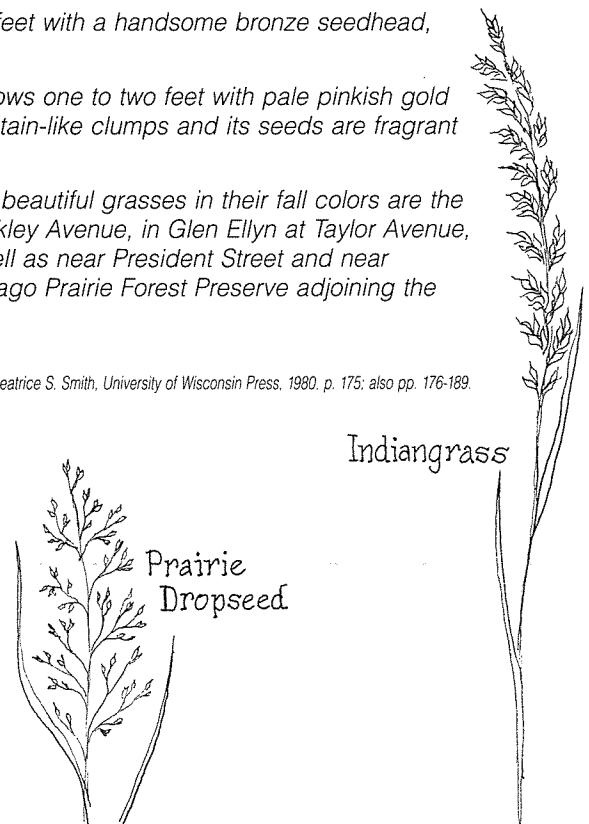 feet with a handsome bronze seedhead,
ows one to two feet with pale pinkish gold
tain-like clumps and its seeds are fragrant
beautiful grasses in their fall colors are the
kley Avenue, in Glen Ellyn at Taylor Avenue,
ell as near President Street and near
ago Prairie Forest Preserve adjoining the
eatrice S. Smith, University of Wisconsin Press, 1980. p. 175; also pp. 176-189.
Indiangrass
Prairie
Dropseed